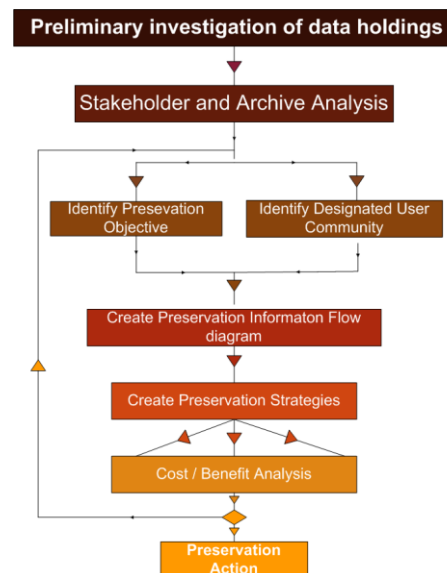 Preliminary investigation of data holdings
Stakeholder and Archive Analysis
Identify Presevation
Objective
Identify Designated User
Community
Create Preservation Informaton Flow
diagram
Create Preservation Strategies
Cost / Benefit Analysis
Preservation
Action